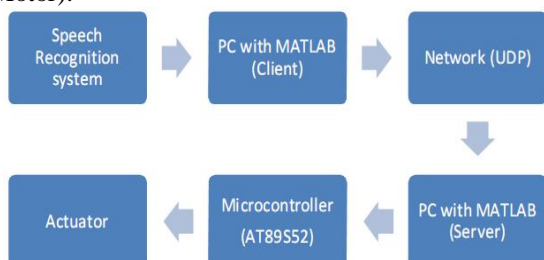 Speech
Recognition
system
PC with MATLAB
(Client)
Network (UDP)
Actuator
Microcontroller
(AT89S52)
PC with MATLAB
(Server)